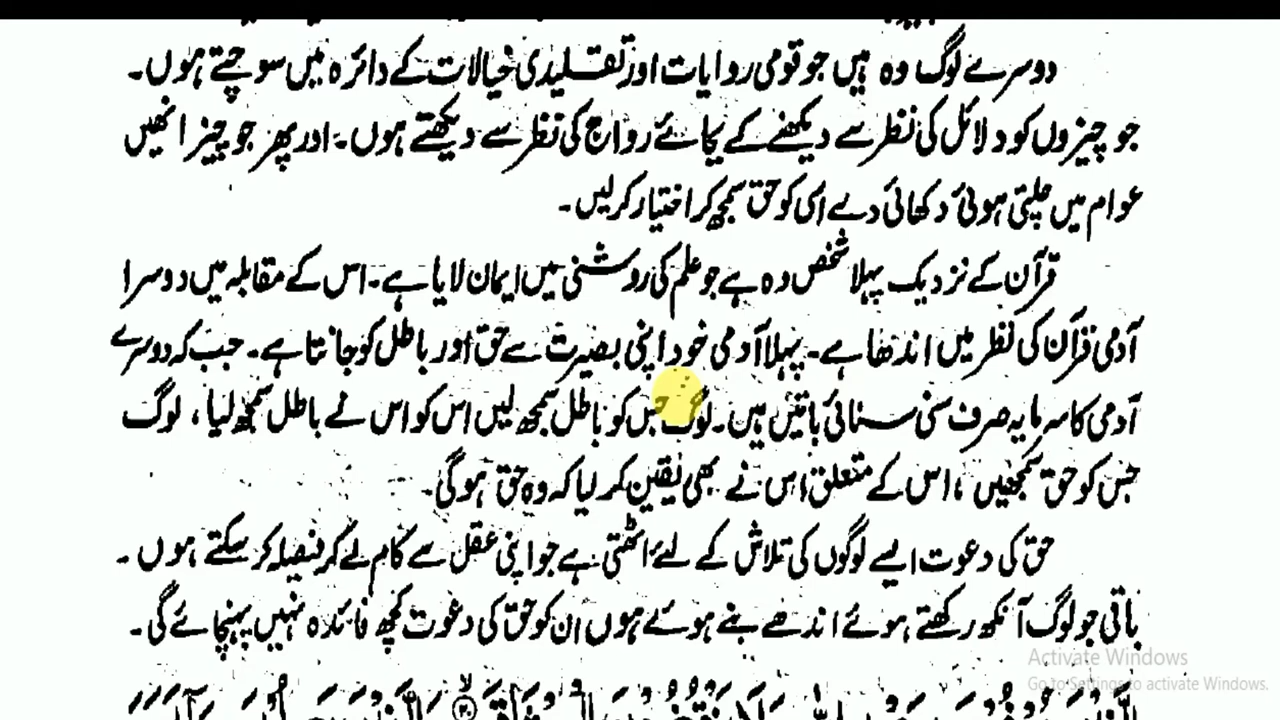 دوسرے لوگ وہ ہیں جو قومی روایات اور تقلیدی خیالات کے دائرہ میں سوچتے ہوں۔
جو چیزوں کو دلائل کی نظر سے دیکھنے کے بجائے رواج کی نظر سے دیکھتے ہوں۔ اور پھر جو چیز انھیں
عوام میں چلتی ہوئی دکھائی دے اسی کو حق سمجھ کر اختیار کرلیں۔
قرآن کے نزدیک پہلا شخص وہ ہے جو علم کی روشنی میں ایمان لایا ہے۔ اس کے مقابلہ میں دوسرا
آدمی قرآن کی نظر میں اندھا ہے۔ پہلا آدمی خود اپنی بصیرت سے حق اور باطل کو جانتا ہے۔ جب کہ دوسرے
آدمی کا سرمایہ صرف سنی سنائی باتیں ہیں۔ لوگ جس کو باطل سمجھ لیں اس کو اس نے باطل سمجھ لیا، لوگ
جس کو حق سمجھیں، اس کے متعلق اس نے بھی یقین کرلیا کہ وہ حق ہوگی۔
حق کی دعوت ایسے لوگوں کی تلاش کے لئے اٹھتی ہے جو اپنی عقل سے کام لے کر فیصلہ کرسکتے ہوں۔
باقی جو لوگ آنکھ رکھتے ہوئے اندھے بنے ہوئے ہوں ان کو حق کی دعوت کچھ فائدہ نہیں پہنچائے گی۔
Activate Windows
Go to Settings to activate Windows.